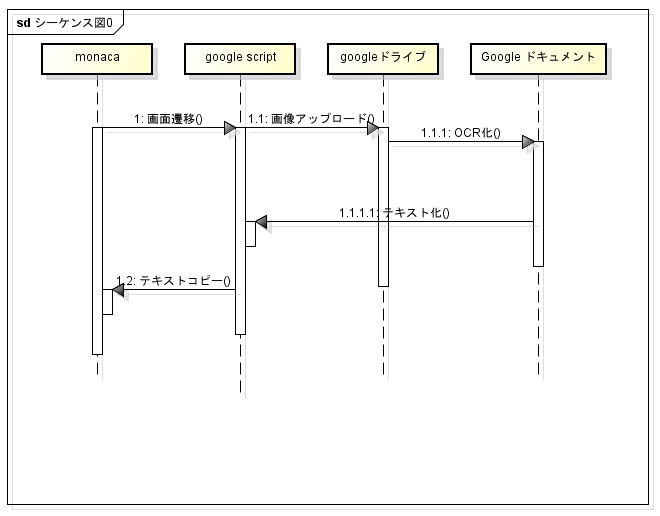 sd シーケンス図0
monaca
google script
googleドライブ
Google ドキュメント
1: 画面遷移()
1.1: 画像アップロード()
1.1.1: OCR化()
1.1.1.1: テキスト化()
1.2: テキストコピー()